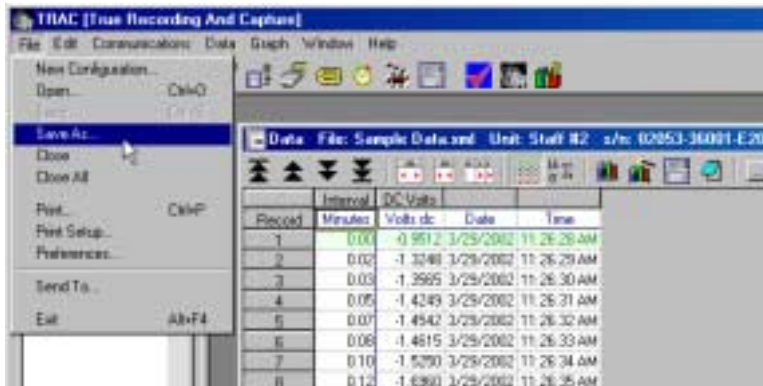 TRAC [True Recording And Capture]
File Edit Communications Data Graph Window Help
New Configuration...
Open... Ctrl+O
Save As...
Close
Close All
Print... Ctrl+P
Print Setup...
Preferences...
Send To...
Exit Alt+F4
Data File: Sample Data.xml Unit: Staff #2 s/n: 02053-36001-E20
Interval DC Volts
Record Minutes Volts dc Date Time
1 0.00 -0.9512 3/29/2002 11:26:28 AM
2 0.02 -1.3248 3/29/2002 11:26:29 AM
3 0.03 -1.3965 3/29/2002 11:26:30 AM
4 0.05 -1.4249 3/29/2002 11:26:31 AM
5 0.07 -1.4542 3/29/2002 11:26:32 AM
6 0.08 -1.4615 3/29/2002 11:26:33 AM
7 0.10 -1.5290 3/29/2002 11:26:34 AM
8 0.12 3/29/2002 11:26:35 AM